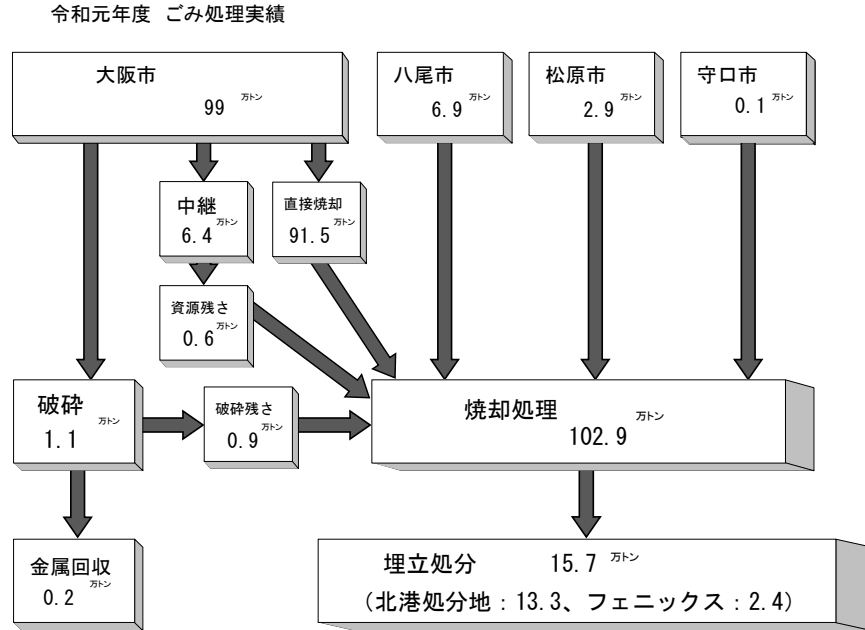 令和元年度 ごみ処理実績
大阪市
99 万トン
八尾市
6.9 万トン
松原市
2.9 万トン
守口市
0.1 万トン
中継
6.4 万トン
直接焼却
91.5 万トン
資源残さ
0.6 万トン
破砕
1.1 万トン
破砕残さ
0.9 万トン
焼却処理
102.9 万トン
金属回収
0.2 万トン
埋立処分 15.7 万トン
（北港処分地：13.3、フェニックス：2.4）